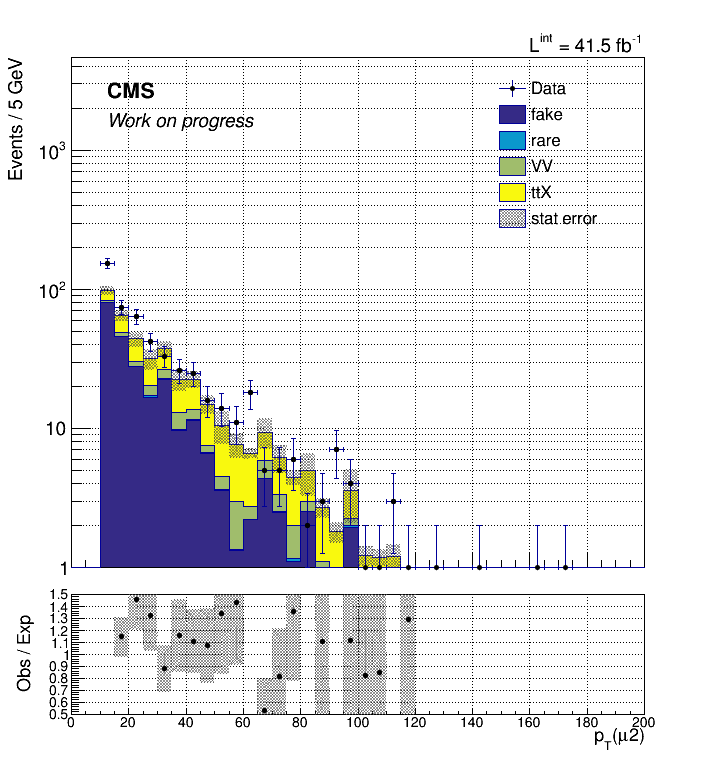 L^int = 41.5 fb^-1
Events / 5 GeV
CMS
Work on progress
Data
fake
rare
VV
ttX
stat error
10^3
10^2
10
1
Obs / Exp
1.5
1.4
1.3
1.2
1.1
1
0.9
0.8
0.7
0.6
0.5
0 20 40 60 80 100 120 140 160 180 200
p_T(μ2)